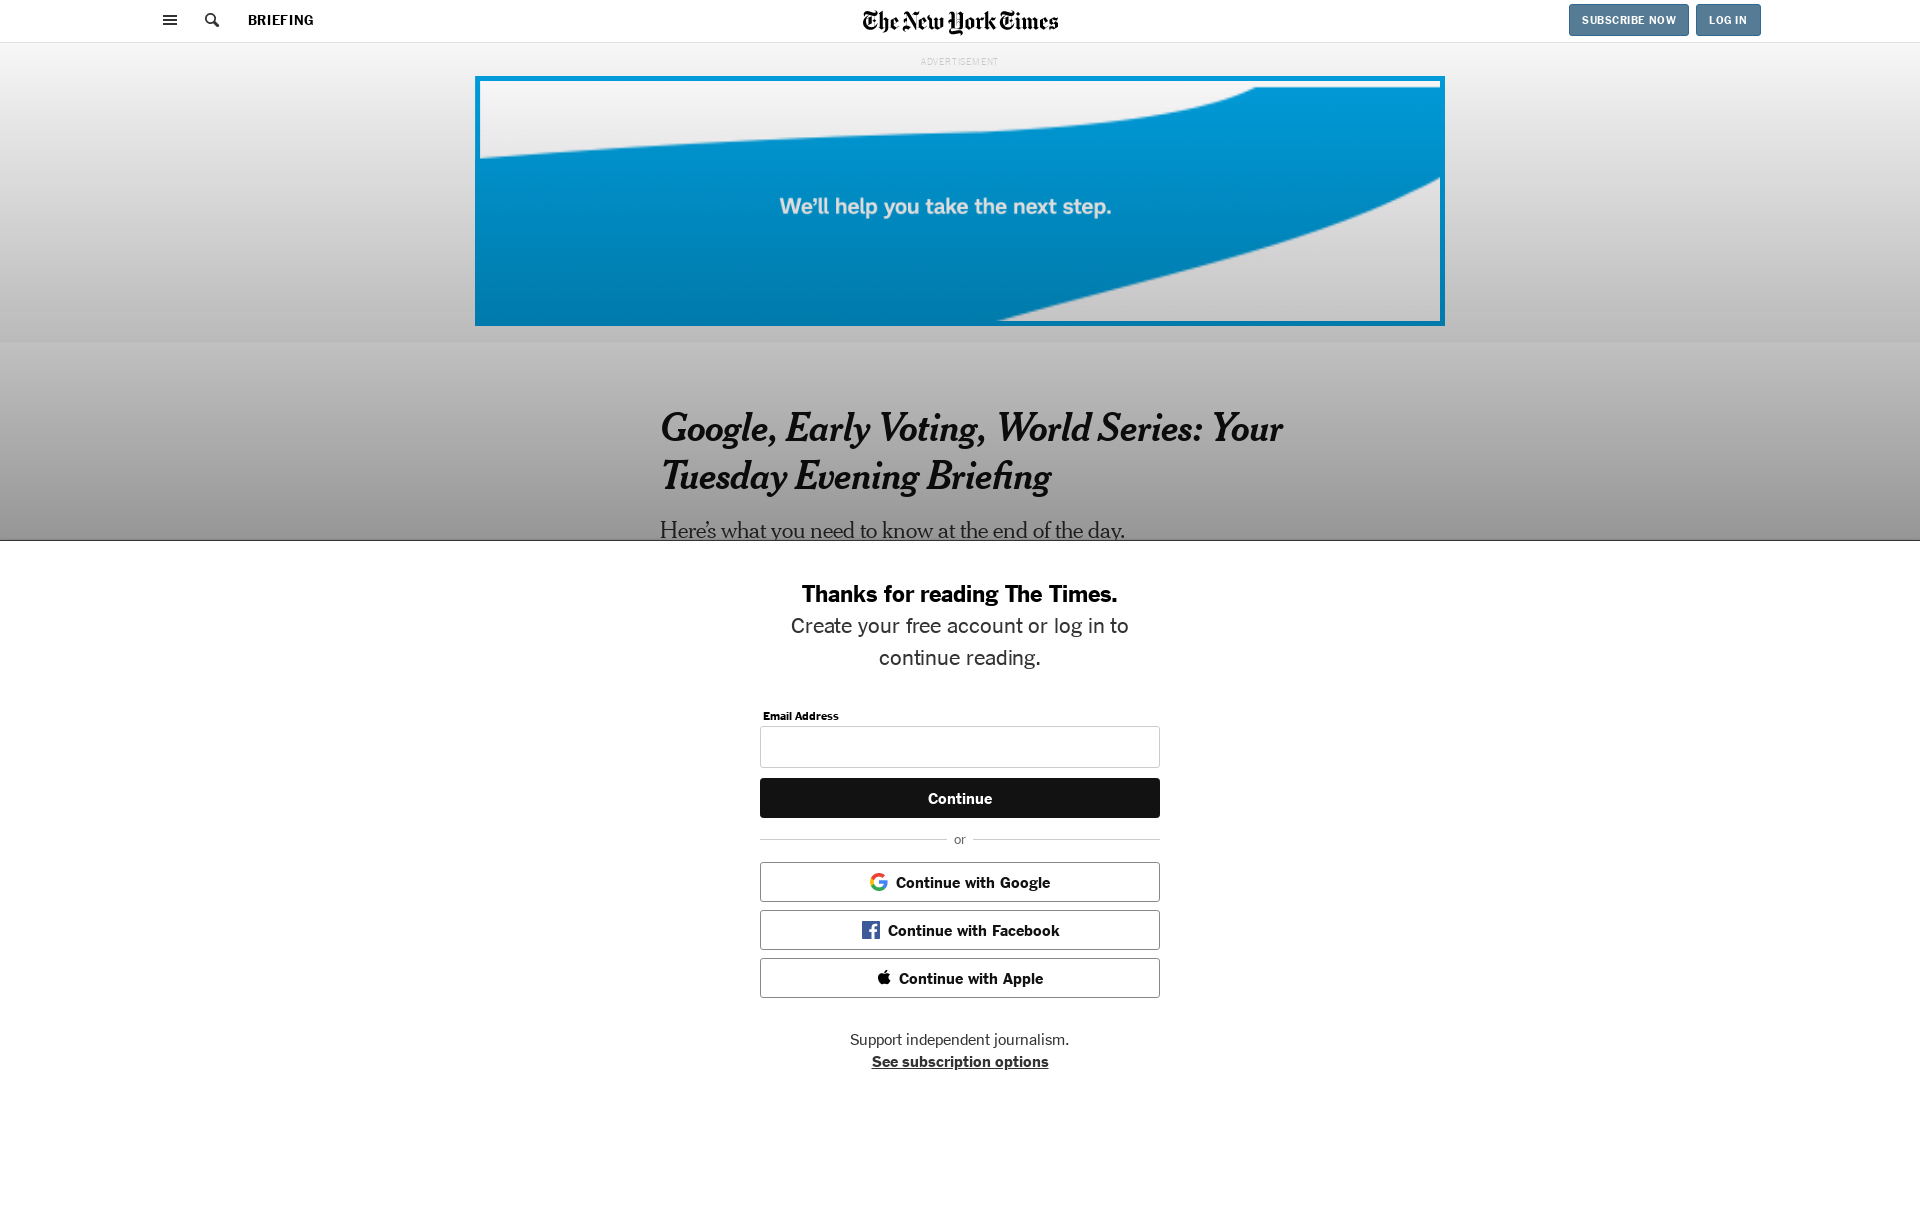 BRIEFING
The New York Times
SUBSCRIBE NOW
LOG IN
ADVERTISEMENT
We'll help you take the next step.
Google, Early Voting, World Series: Your
Tuesday Evening Briefing
Here's what you need to know at the end of the day.
Thanks for reading The Times.
Create your free account or log in to
continue reading.
Email Address
Continue
or
Continue with Google
Continue with Facebook
Continue with Apple
Support independent journalism.
See subscription options